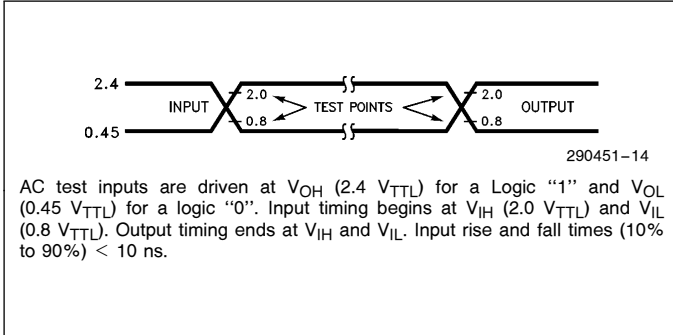 2.4
INPUT 2.0 TEST POINTS 2.0 OUTPUT
0.8 0.8
0.45
290451–14
AC test inputs are driven at VOH (2.4 VTTL) for a Logic ‘‘1’’ and VOL
(0.45 VTTL) for a logic ‘‘0’’. Input timing begins at VIH (2.0 VTTL) and VIL
(0.8 VTTL). Output timing ends at VIH and VIL. Input rise and fall times (10%
to 90%) < 10 ns.